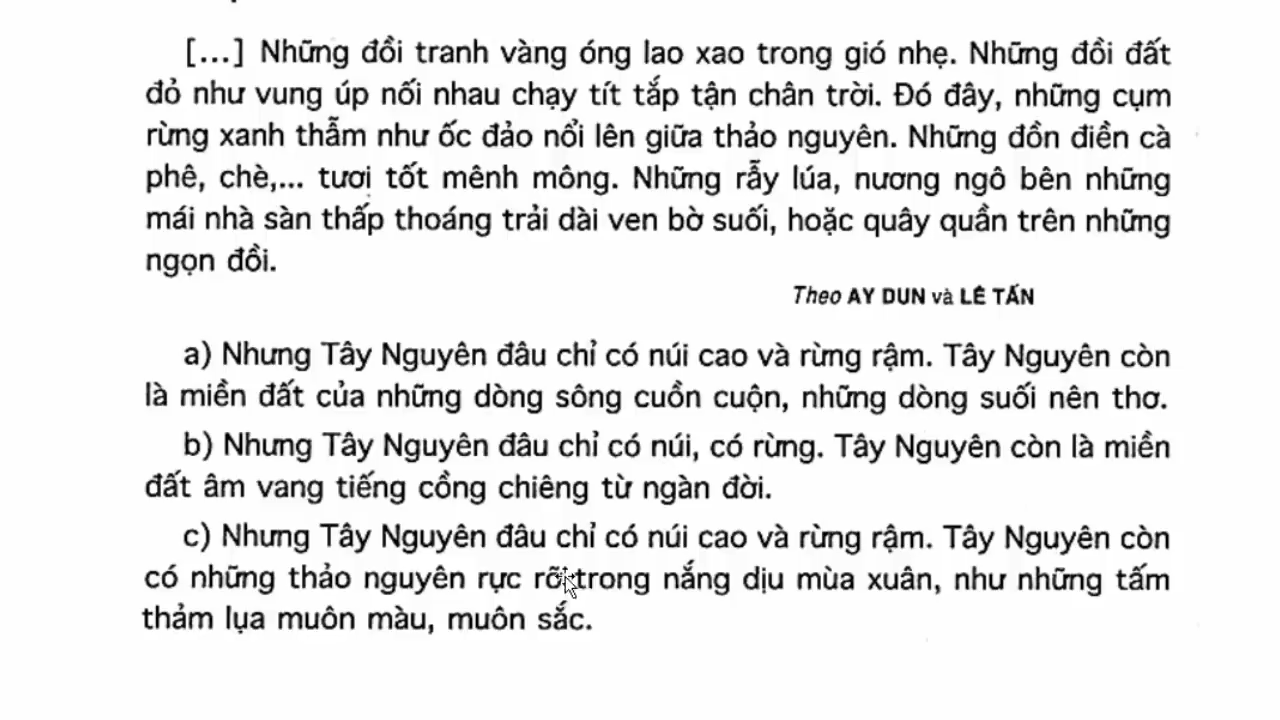 [...] Những đồi tranh vàng óng lao xao trong gió nhẹ. Những đồi đất
đỏ như vung úp nối nhau chạy tít tắp tận chân trời. Đó đây, những cụm
rừng xanh thẫm như ốc đảo nổi lên giữa thảo nguyên. Những đồn điền cà
phê, chè,... tươi tốt mênh mông. Những rẫy lúa, nương ngô bên những
mái nhà sàn thấp thoáng trải dài ven bờ suối, hoặc quây quần trên những
ngọn đồi.
Theo AY DUN và LÊ TẤN
a) Nhưng Tây Nguyên đâu chỉ có núi cao và rừng rậm. Tây Nguyên còn
là miền đất của những dòng sông cuồn cuộn, những dòng suối nên thơ.
b) Nhưng Tây Nguyên đâu chỉ có núi, có rừng. Tây Nguyên còn là miền
đất âm vang tiếng cồng chiêng từ ngàn đời.
c) Nhưng Tây Nguyên đâu chỉ có núi cao và rừng rậm. Tây Nguyên còn
có những thảo nguyên rực rỡ trong nắng dịu mùa xuân, như những tấm
thảm lụa muôn màu, muôn sắc.